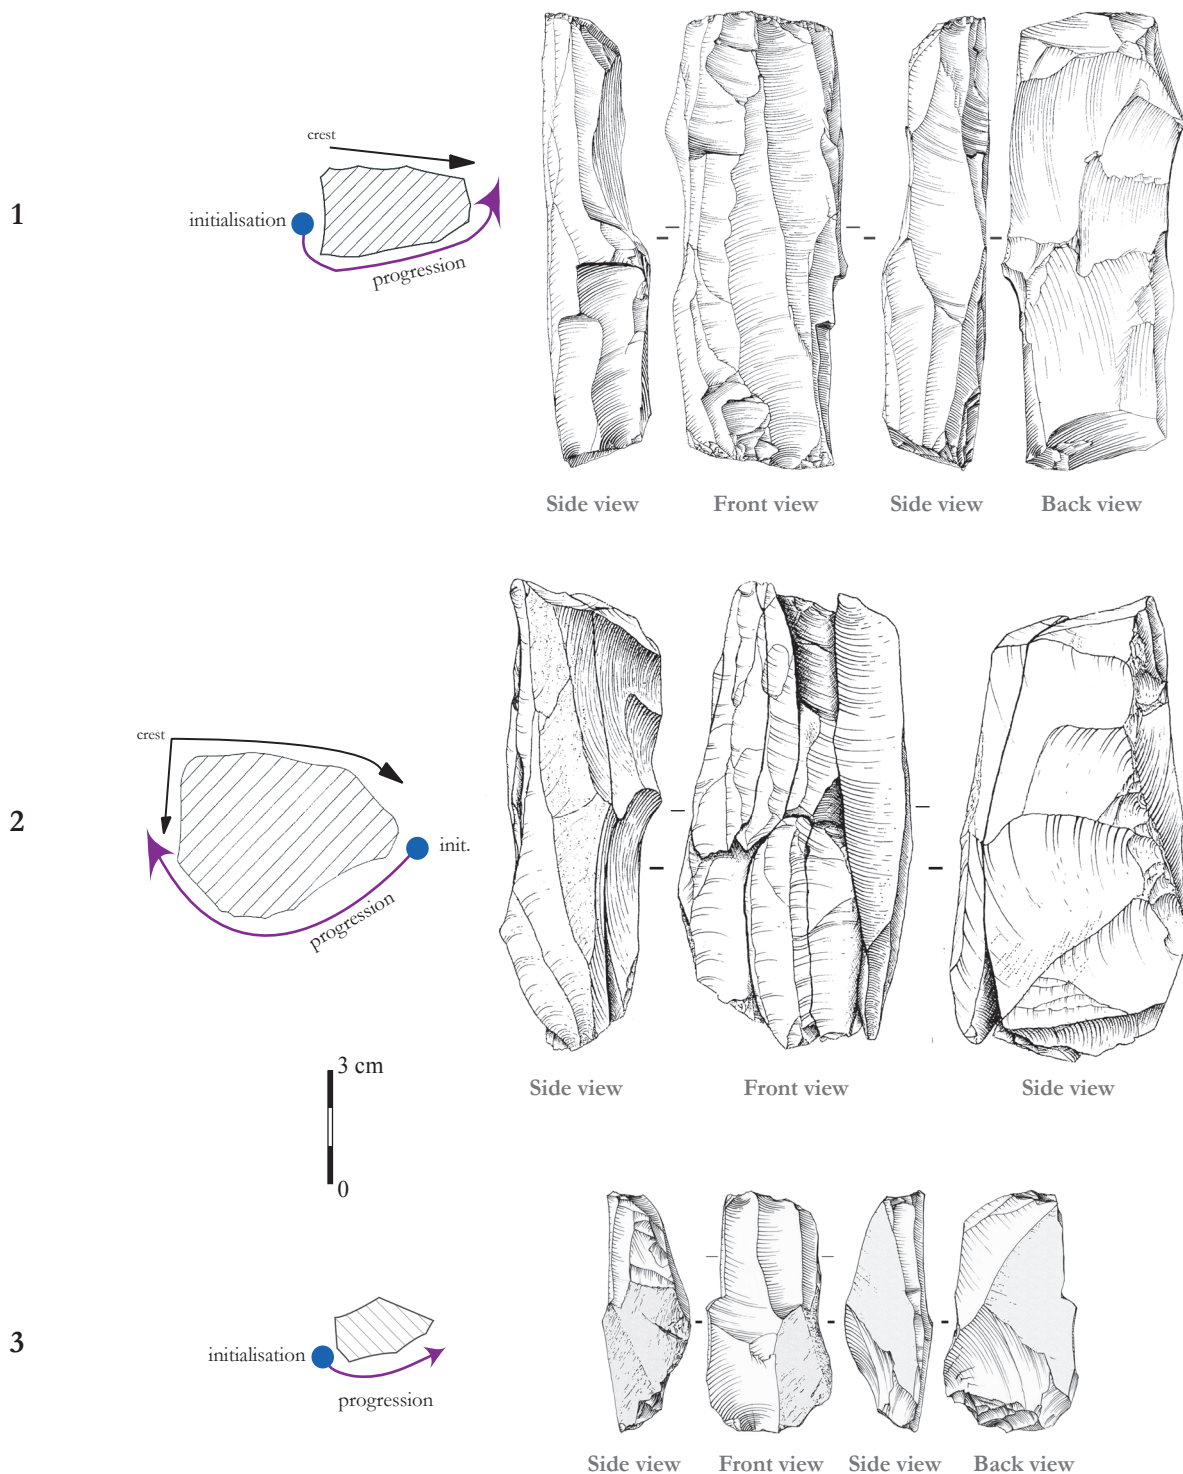 1
crest
initialisation
progression
Side view
Front view
Side view
Back view
2
crest
init.
progression
Side view
Front view
Side view
3 cm
0
3
initialisation
progression
Side view
Front view
Side view
Back view